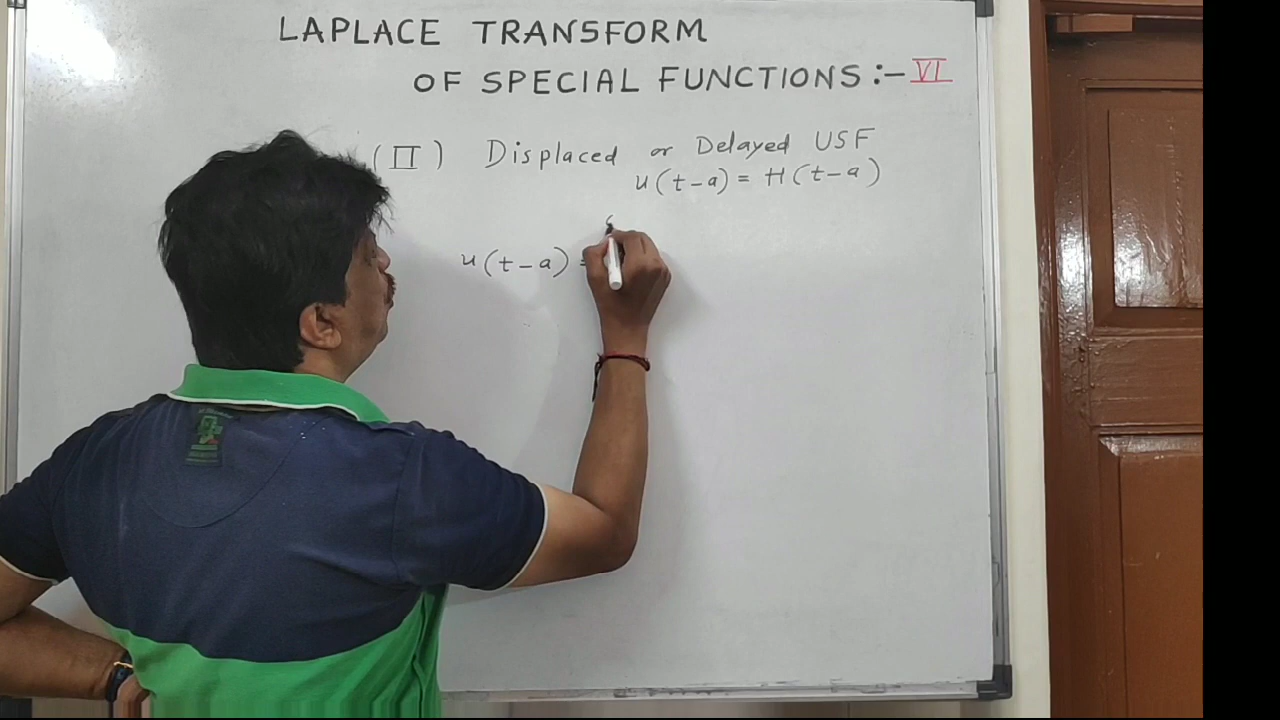 LAPLACE TRANSFORM
OF SPECIAL FUNCTIONS :- VI
(II) Displaced or Delayed USF
u(t-a) = H(t-a)
u(t-a) =